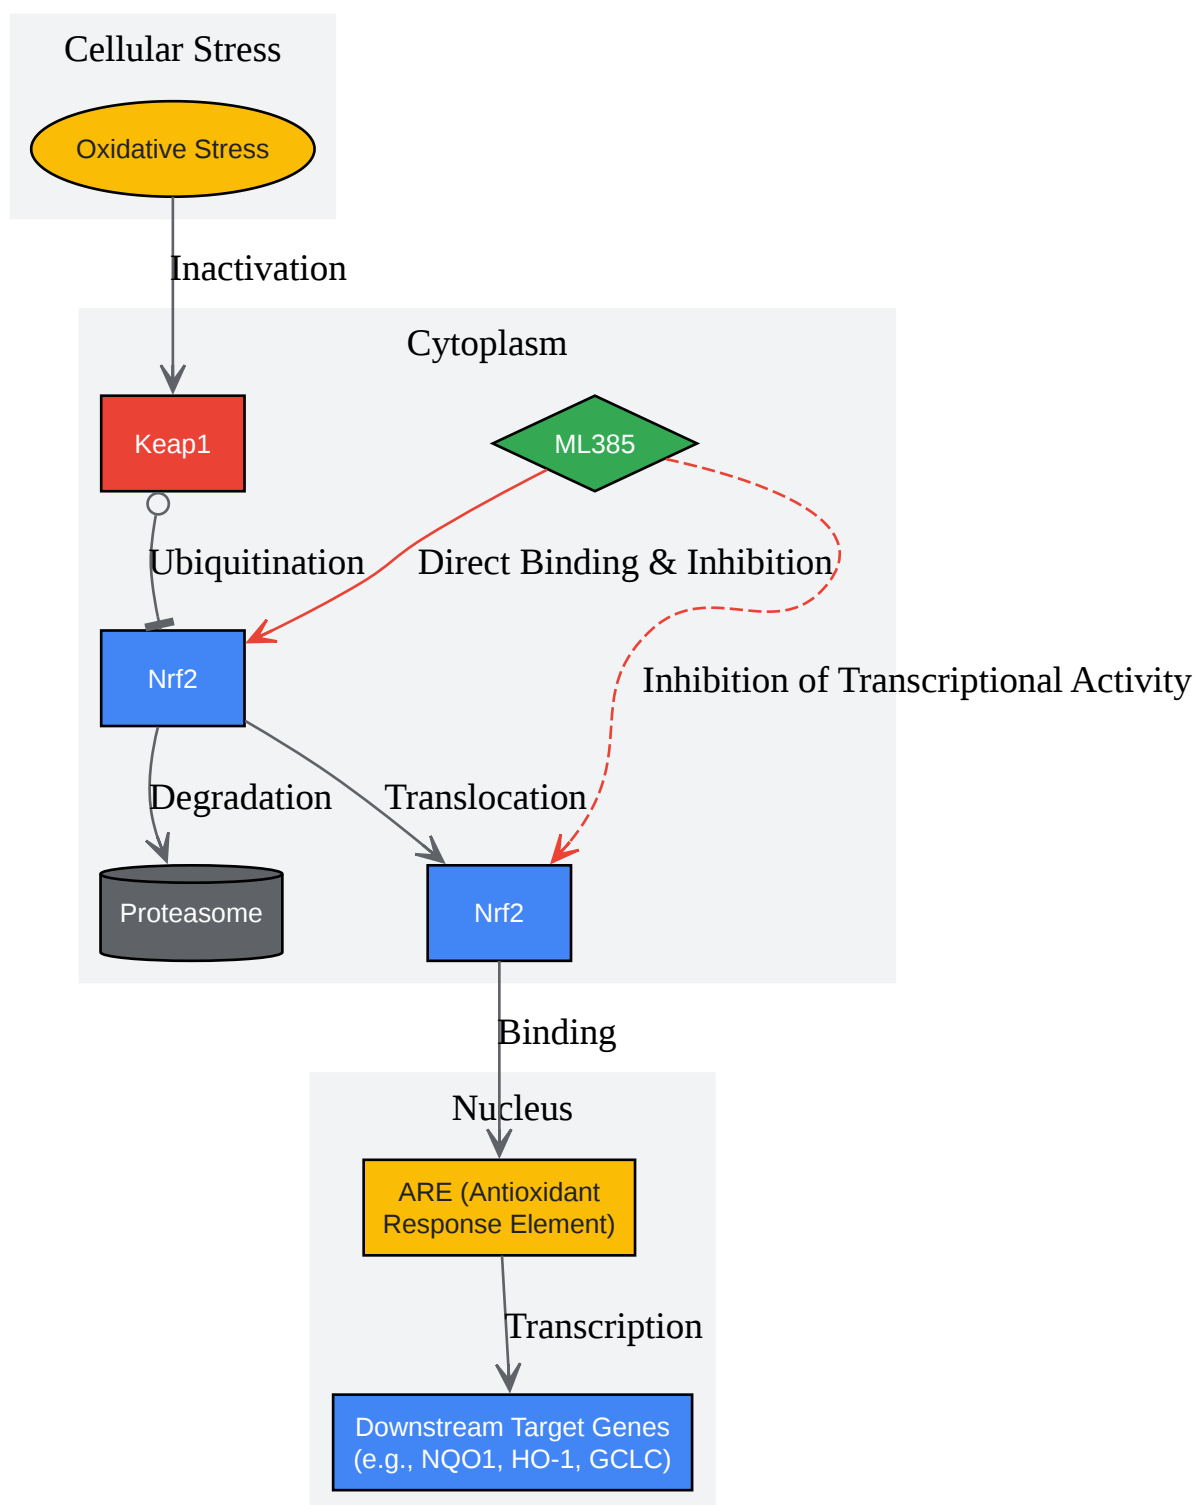 Cellular Stress
Oxidative Stress
Inactivation
Cytoplasm
Keap1
ML385
Ubiquitination
Direct Binding & Inhibition
Nrf2
Inhibition of Transcriptional Activity
Degradation
Translocation
Proteasome
Nrf2
Binding
Nucleus
ARE (Antioxidant
Response Element)
Transcription
Downstream Target Genes
(e.g., NQO1, HO-1, GCLC)